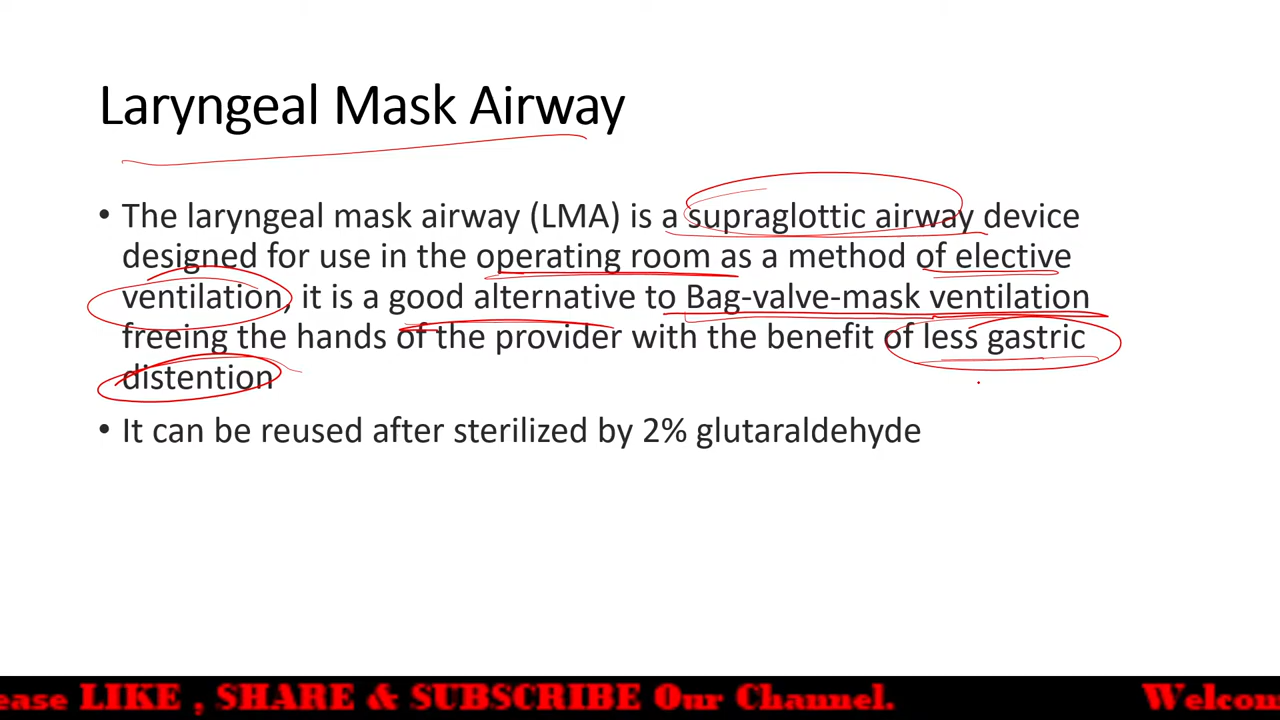 Laryngeal Mask Airway
• The laryngeal mask airway (LMA) is a supraglottic airway device
designed for use in the operating room as a method of elective
ventilation, it is a good alternative to Bag-valve-mask ventilation
freeing the hands of the provider with the benefit of less gastric
distention
• It can be reused after sterilized by 2% glutaraldehyde
ease LIKE , SHARE & SUBSCRIBE Our Channel. Welcom